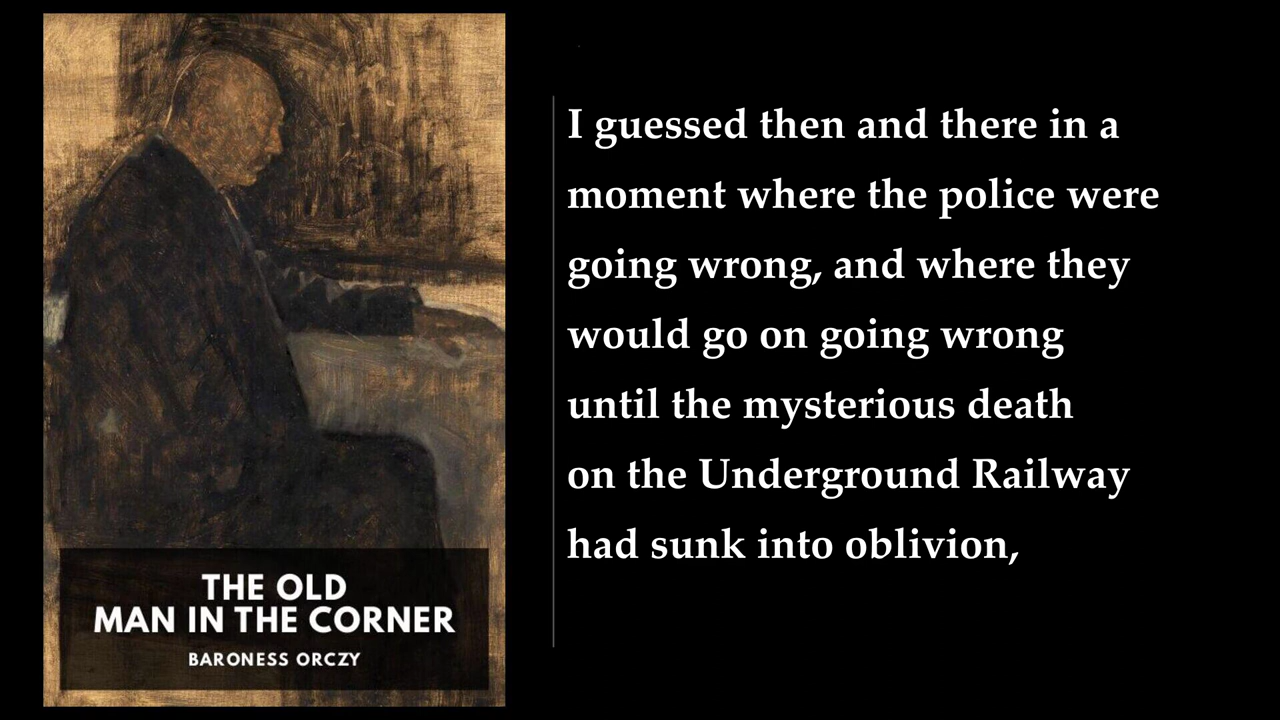 THE OLD
MAN IN THE CORNER
BARONESS ORCZY
I guessed then and there in a
moment where the police were
going wrong, and where they
would go on going wrong
until the mysterious death
on the Underground Railway
had sunk into oblivion,